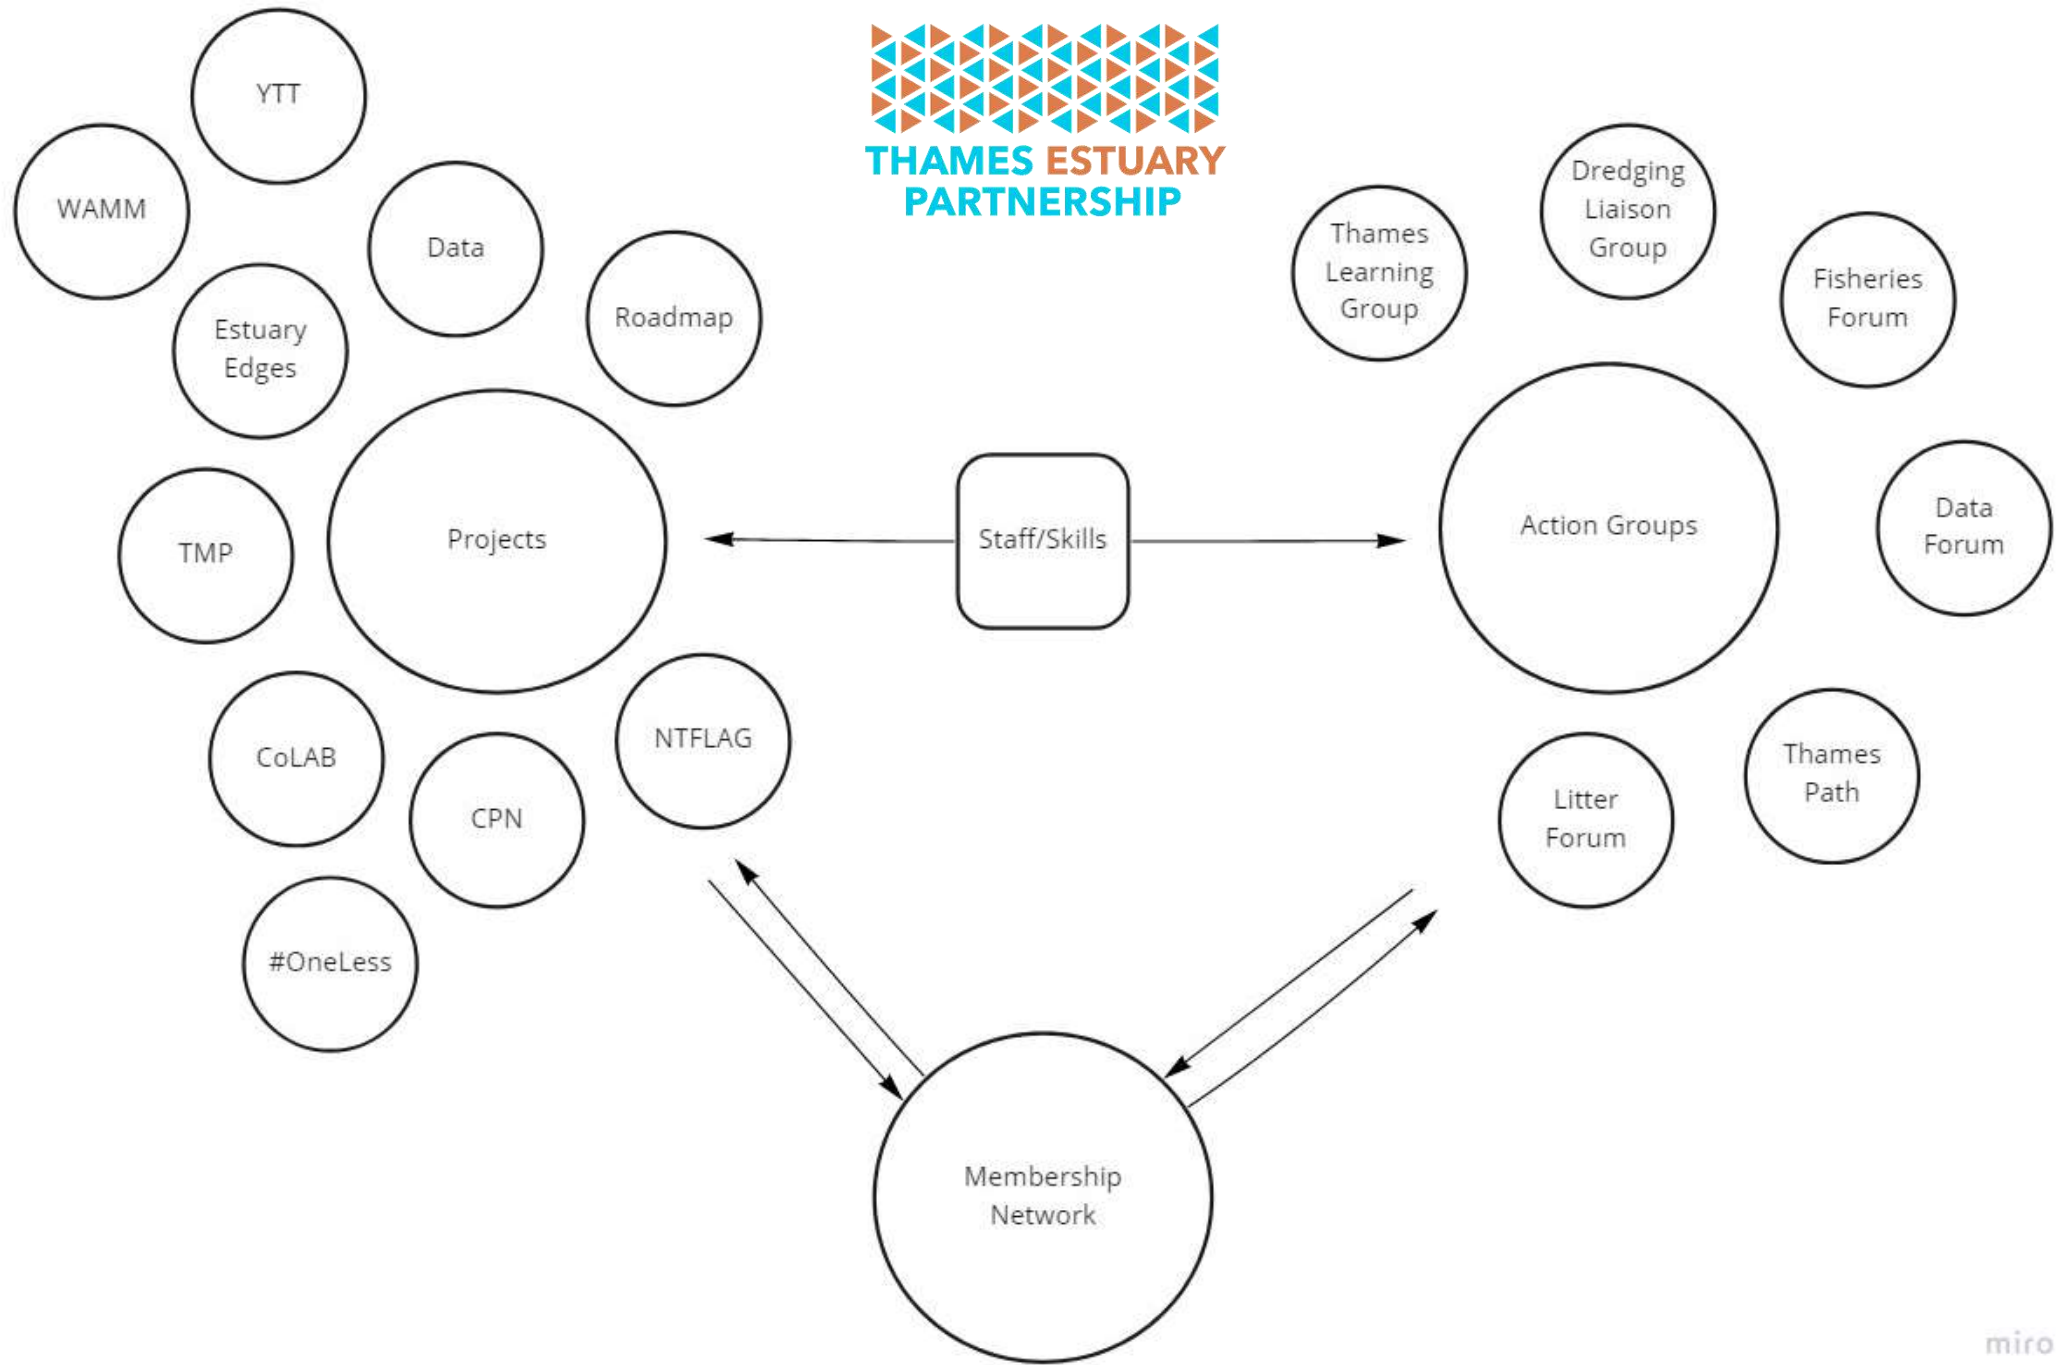 THAMES ESTUARY
PARTNERSHIP
YTT
WAMM
Data
Roadmap
Estuary
Edges
Projects
TMP
CoLAB
CPN
NTFLAG
#OneLess
Staff/Skills
Thames
Learning
Group
Dredging
Liaison
Group
Fisheries
Forum
Action Groups
Data
Forum
Thames
Path
Litter
Forum
Membership
Network
miro